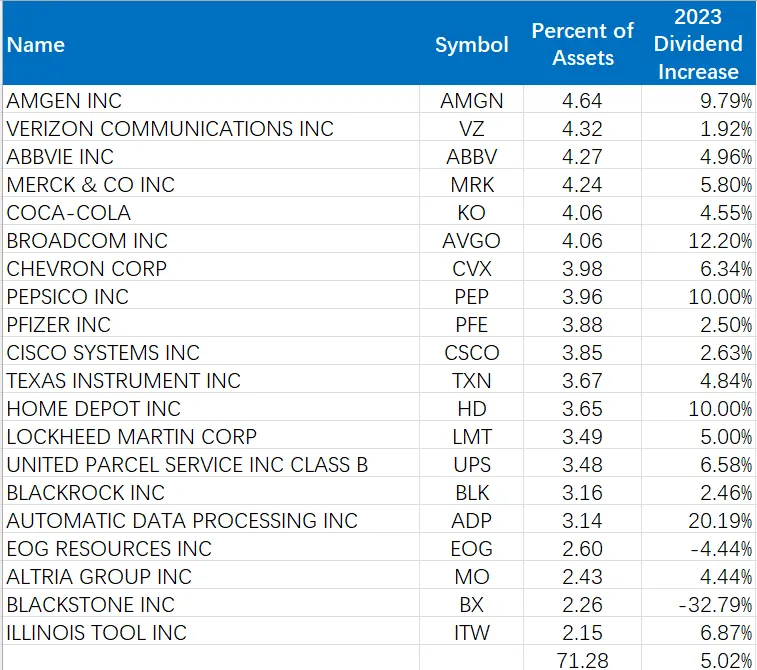 Name Symbol Percent of Assets 2023 Dividend Increase
AMGEN INC AMGN 4.64 9.79%
VERIZON COMMUNICATIONS INC VZ 4.32 1.92%
ABBVIE INC ABBV 4.27 4.96%
MERCK & CO INC MRK 4.24 5.80%
COCA-COLA KO 4.06 4.55%
BROADCOM INC AVGO 4.06 12.20%
CHEVRON CORP CVX 3.98 6.34%
PEPSICO INC PEP 3.96 10.00%
PFIZER INC PFE 3.88 2.50%
CISCO SYSTEMS INC CSCO 3.85 2.63%
TEXAS INSTRUMENT INC TXN 3.67 4.84%
HOME DEPOT INC HD 3.65 10.00%
LOCKHEED MARTIN CORP LMT 3.49 5.00%
UNITED PARCEL SERVICE INC CLASS B UPS 3.48 6.58%
BLACKROCK INC BLK 3.16 2.46%
AUTOMATIC DATA PROCESSING INC ADP 3.14 20.19%
EOG RESOURCES INC EOG 2.60 -4.44%
ALTRIA GROUP INC MO 2.43 4.44%
BLACKSTONE INC BX 2.26 -32.79%
ILLINOIS TOOL INC ITW 2.15 6.87%
71.28 5.02%